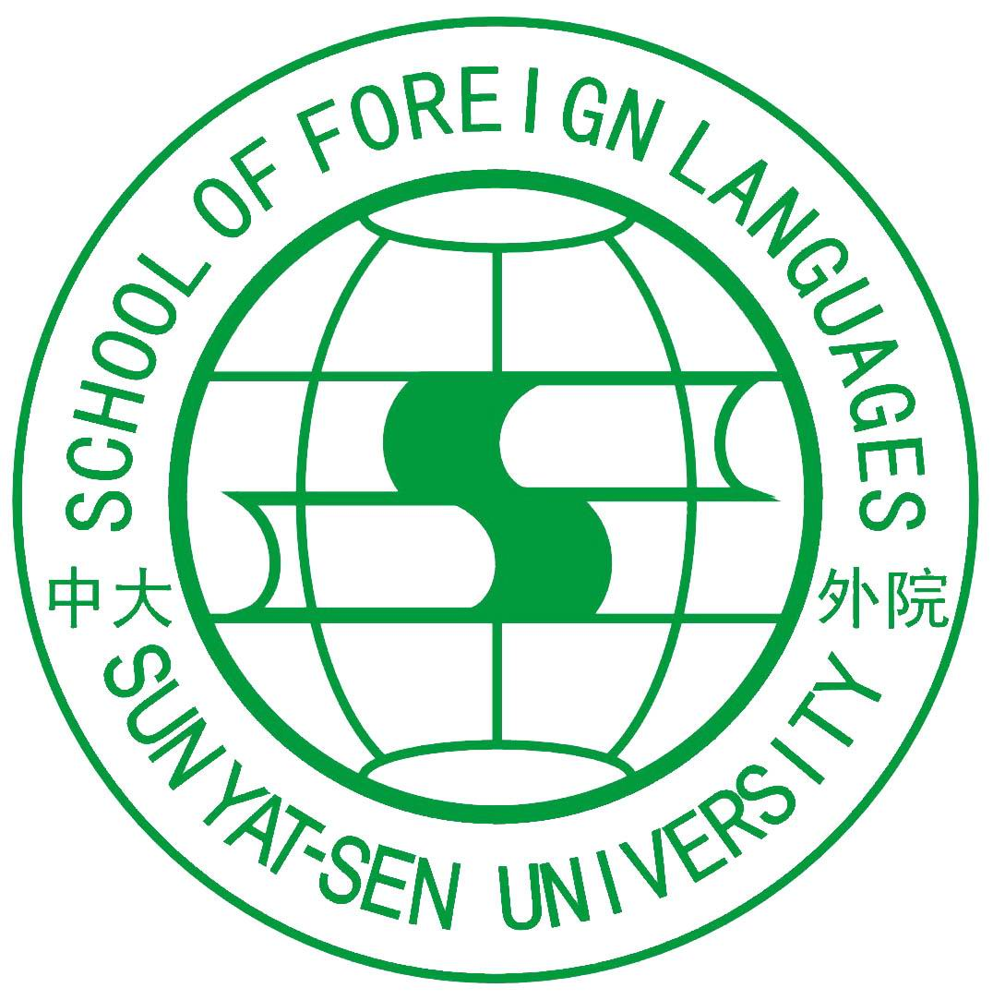 SCHOOL OF FOREIGN LANGUAGES
中大 外院
SUN YAT-SEN UNIVERSITY